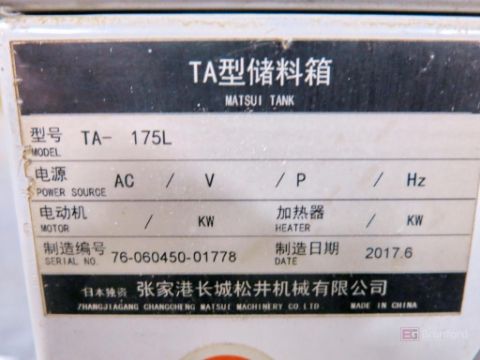 TA型储料箱
MATSUI TANK
型号 TA- 175L
MODEL
电源 AC / V / P / Hz
POWER SOURCE
电动机 / KW 加热器 / KW
MOTOR HEATER
制造编号 76-060450-01778 制造日期 2017.6
SERIAL NO. DATE
日本独资 张家港长城松井机械有限公司
ZHANGJIAGANG CHANGCHENG MATSUI MACHINERY CO.LTD MADE IN CHINA
BG Branford